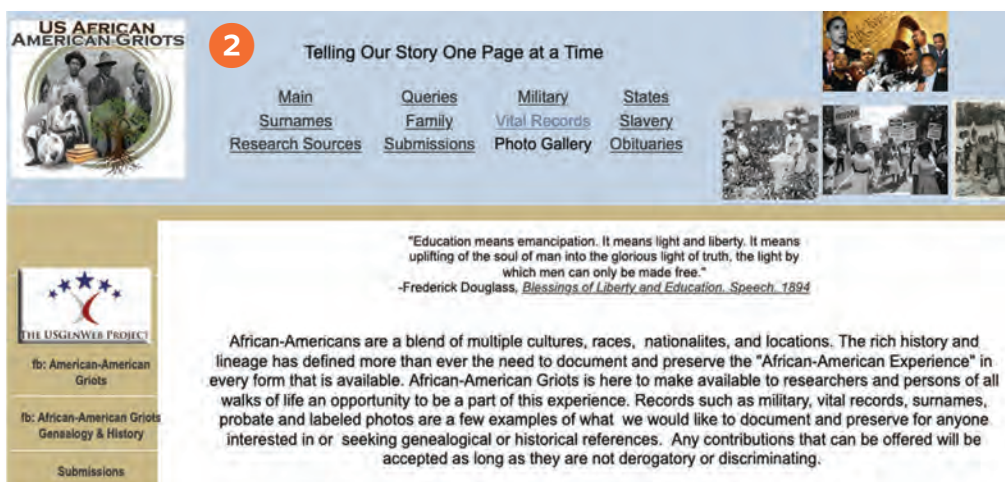 US AFRICAN
AMERICAN GRIOTS
2
Telling Our Story One Page at a Time
Main Queries Military States
Surnames Family Vital Records Slavery
Research Sources Submissions Photo Gallery Obituaries
"Education means emancipation. It means light and liberty. It means
uplifting of the soul of man into the glorious light of truth, the light by
which men can only be made free."
-Frederick Douglass, Blessings of Liberty and Education, Speech, 1894
THE USGENWEB PROJECT
fb: American-American
Griots
fb: African-American Griots
Genealogy & History
Submissions
African-Americans are a blend of multiple cultures, races, nationalites, and locations. The rich history and
lineage has defined more than ever the need to document and preserve the "African-American Experience" in
every form that is available. African-American Griots is here to make available to researchers and persons of all
walks of life an opportunity to be a part of this experience. Records such as military, vital records, surnames,
probate and labeled photos are a few examples of what we would like to document and preserve for anyone
interested in or seeking genealogical or historical references. Any contributions that can be offered will be
accepted as long as they are not derogatory or discriminating.